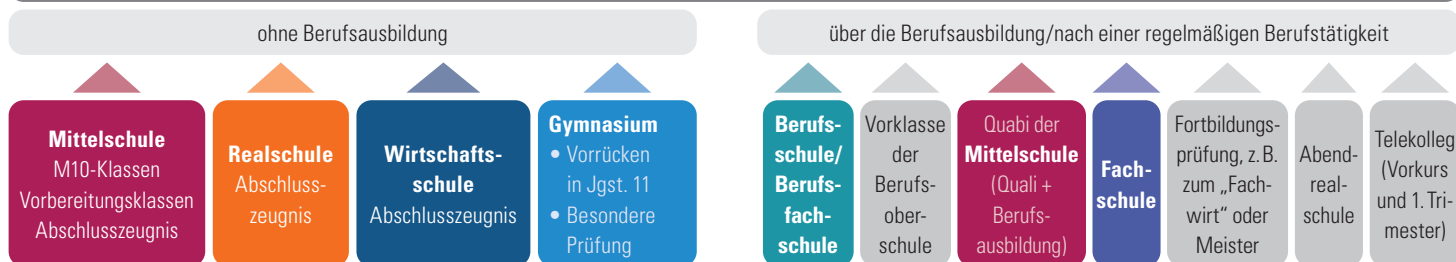 ohne Berufsausbildung
Mittelschule
M10-Klassen
Vorbereitungsklassen
Abschlusszeugnis
Realschule
Abschluss-
zeugnis
Wirtschafts-
schule
Abschlusszeugnis
Gymnasium
• Vorrücken
in Jgst. 11
• Besondere
Prüfung
über die Berufsausbildung/nach einer regelmäßigen Berufstätigkeit
Berufs-
schule/
Berufs-
fach-
schule
Vorklasse
der
Berufs-
ober-
schule
Quabi der
Mittelschule
(Quali +
Berufs-
ausbildung)
Fach-
schule
Fortbildungs-
prüfung, z. B.
zum „Fach-
wirt“ oder
Meister
Abend-
real-
schule
Telekolleg
(Vorkurs
und 1. Tri-
mester)